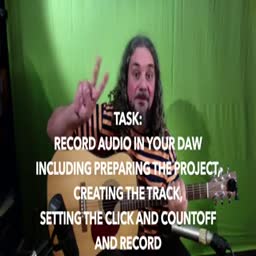 TASK:
RECORD AUDIO IN YOUR DAW
INCLUDING PREPARING THE PROJECT,
CREATING THE TRACK,
SETTING THE CLICK AND COUNTOFF
AND RECORD